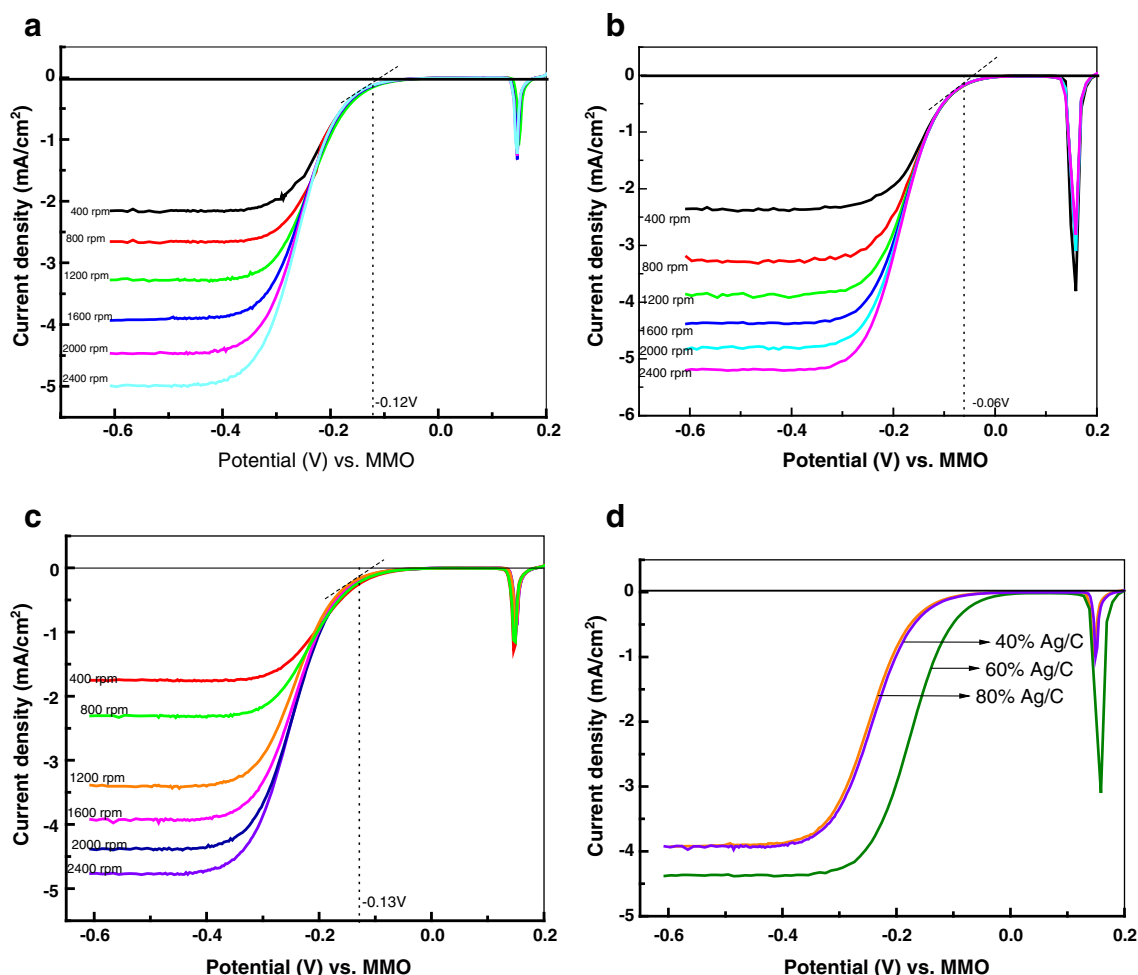 a
0
-1
-2
-3
-4
-5
Current density (mA/cm²)
400 rpm
800 rpm
1200 rpm
1600 rpm
2000 rpm
2400 rpm
-0.12V
-0.6
-0.4
-0.2
0.0
0.2
Potential (V) vs. MMO
b
0
-1
-2
-3
-4
-5
-6
Current density (mA/cm²)
400 rpm
800 rpm
1200 rpm
1600 rpm
2000 rpm
2400 rpm
-0.06V
-0.6
-0.4
-0.2
0.0
0.2
Potential (V) vs. MMO
c
0
-1
-2
-3
-4
-5
Current density (mA/cm²)
400 rpm
800 rpm
1200 rpm
1600 rpm
2000 rpm
2400 rpm
-0.13V
-0.6
-0.4
-0.2
0.0
0.2
Potential (V) vs. MMO
d
0
-1
-2
-3
-4
-5
Current density (mA/cm²)
40% Ag/C
60% Ag/C
80% Ag/C
-0.6
-0.4
-0.2
0.0
0.2
Potential (V) vs. MMO